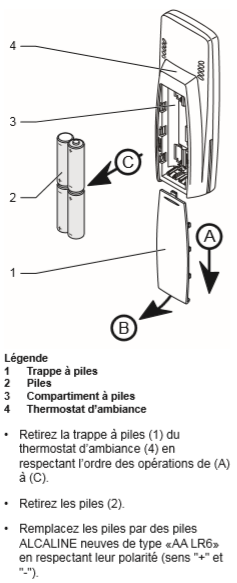 4
3
C
2
A
1
B
Légende
1 Trappe à piles
2 Piles
3 Compartiment à piles
4 Thermostat d’ambiance
• Retirez la trappe à piles (1) du
thermostat d’ambiance (4) en
respectant l’ordre des opérations de (A)
à (C).
• Retirez les piles (2).
• Remplacez les piles par des piles
ALCALINE neuves de type «AA LR6»
en respectant leur polarité (sens "+" et
"-").